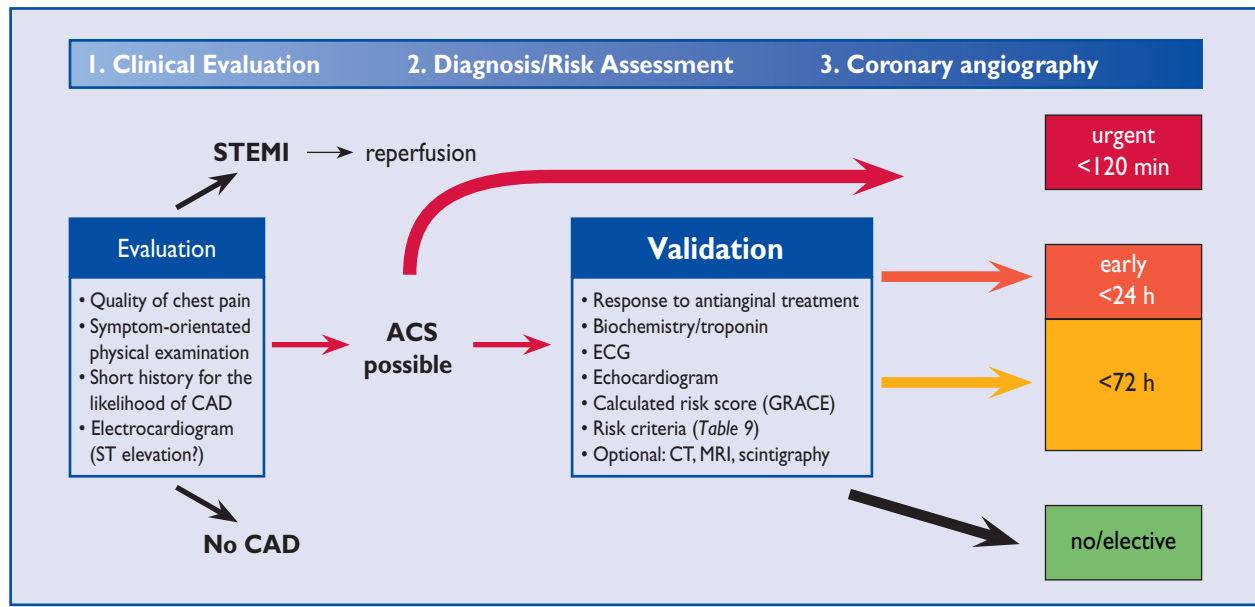 1. Clinical Evaluation
2. Diagnosis/Risk Assessment
3. Coronary angiography
STEMI
reperfusion
urgent
<120 min
Evaluation
• Quality of chest pain
• Symptom-orientated
physical examination
• Short history for the
likelihood of CAD
• Electrocardiogram
(ST elevation?)
ACS
possible
Validation
• Response to antianginal treatment
• Biochemistry/troponin
• ECG
• Echocardiogram
• Calculated risk score (GRACE)
• Risk criteria (Table 9)
• Optional: CT, MRI, scintigraphy
early
<24 h
<72 h
No CAD
no/elective